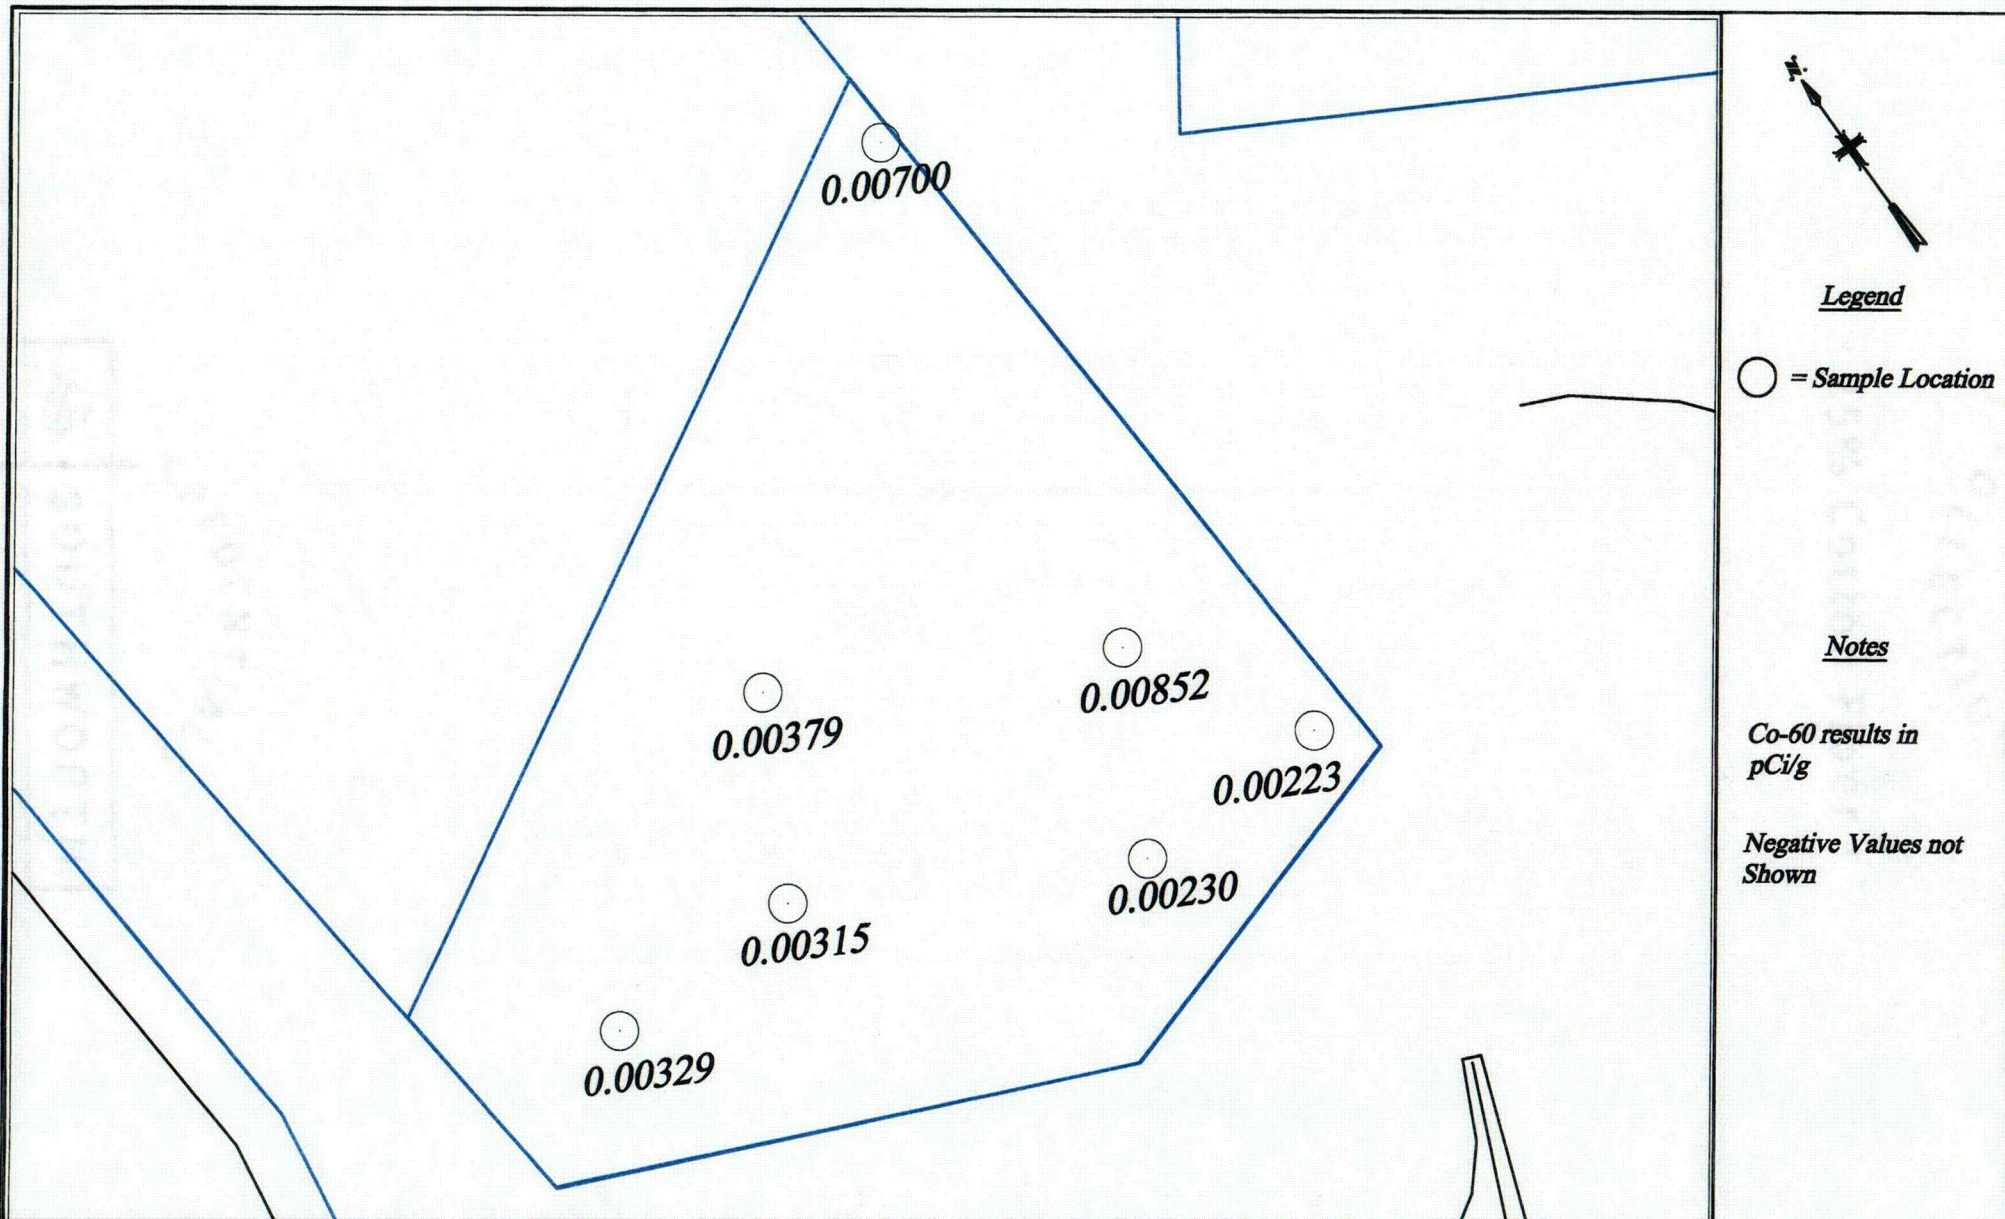 N.
0.00700
Legend
= Sample Location
0.00852
0.00379
0.00223
0.00230
0.00315
0.00329
Notes
Co-60 results in
pCi/g
Negative Values not
Shown